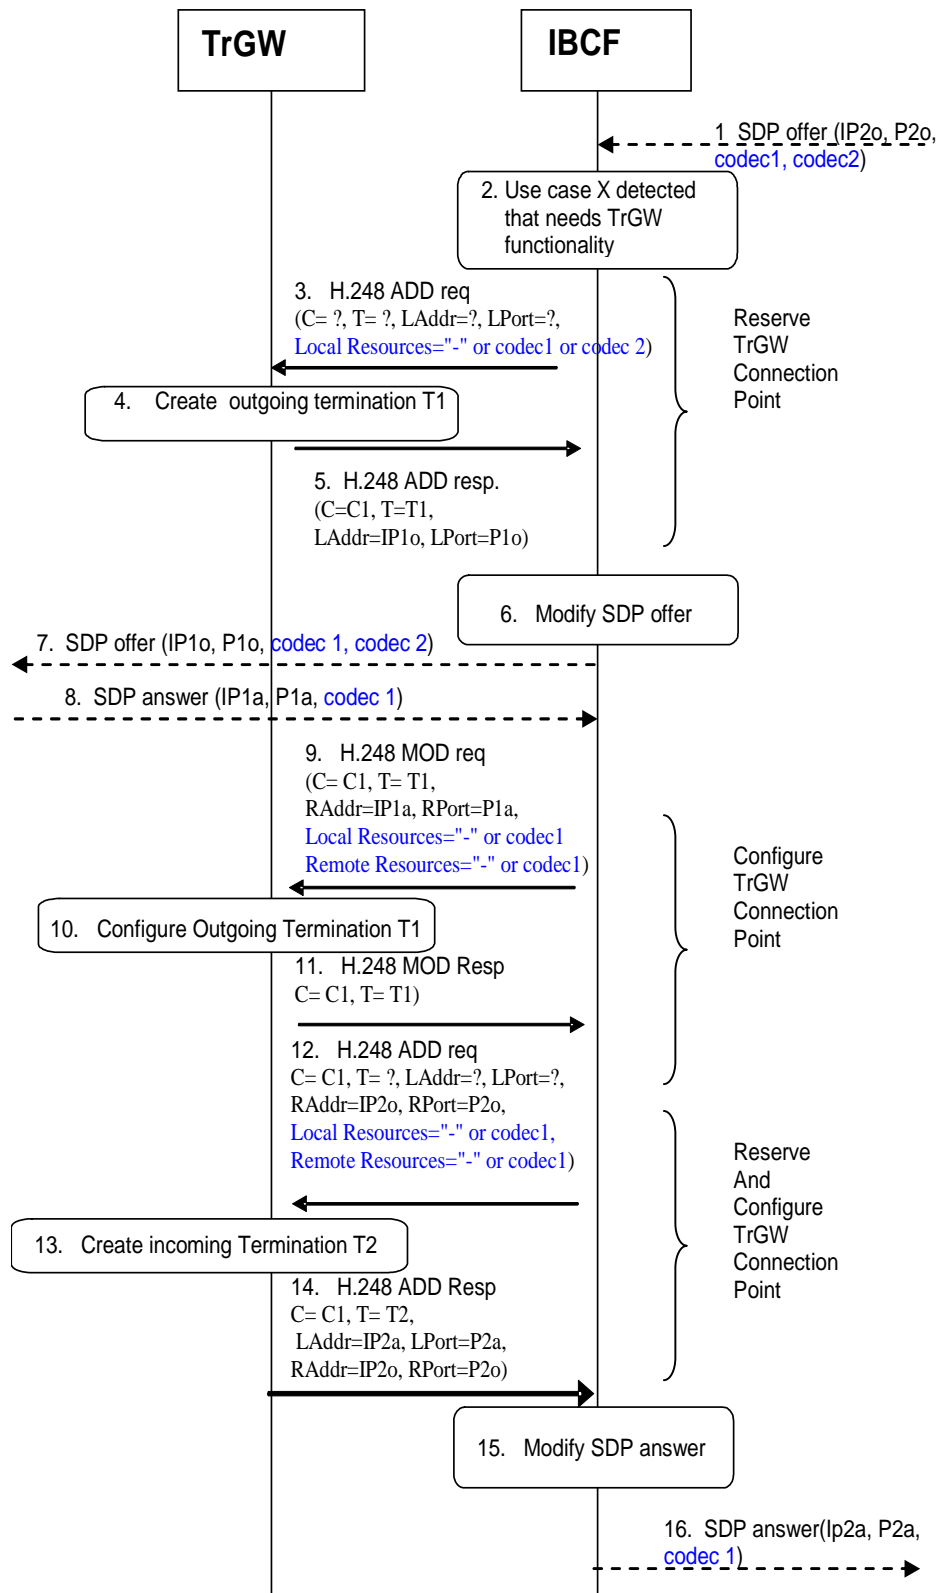 TrGW
IBCF
1 SDP offer (IP2o, P2o,
codec1, codec2)
2. Use case X detected
that needs TrGW
functionality
3. H.248 ADD req
(C= ?, T= ?, LAddr=?, LPort=?,
Local Resources="-" or codec1 or codec 2)
Reserve
TrGW
Connection
Point
4. Create outgoing termination T1
5. H.248 ADD resp.
(C=C1, T=T1,
LAddr=IP1o, LPort=P1o)
6. Modify SDP offer
7. SDP offer (IP1o, P1o, codec 1, codec 2)
8. SDP answer (IP1a, P1a, codec 1)
9. H.248 MOD req
(C= C1, T= T1,
RAddr=IP1a, RPort=P1a,
Local Resources="-" or codec1
Remote Resources="-" or codec1)
Configure
TrGW
Connection
Point
10. Configure Outgoing Termination T1
11. H.248 MOD Resp
C= C1, T= T1)
12. H.248 ADD req
C= C1, T= ?, LAddr=?, LPort=?,
RAddr=IP2o, RPort=P2o,
Local Resources="-" or codec1,
Remote Resources="-" or codec1)
Reserve
And
Configure
TrGW
Connection
Point
13. Create incoming Termination T2
14. H.248 ADD Resp
C= C1, T= T2,
LAddr=IP2a, LPort=P2a,
RAddr=IP2o, RPort=P2o)
15. Modify SDP answer
16. SDP answer(Ip2a, P2a,
codec 1)